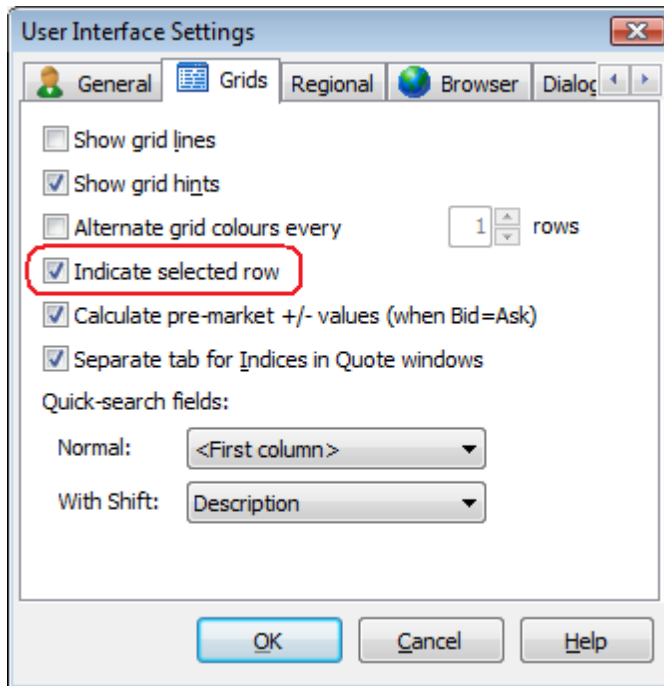 User Interface Settings
General Grids Regional Browser Dialog
Show grid lines
Show grid hints
Alternate grid colours every 1 rows
Indicate selected row
Calculate pre-market +/- values (when Bid=Ask)
Separate tab for Indices in Quote windows
Quick-search fields:
Normal: <First column>
With Shift: Description
OK Cancel Help